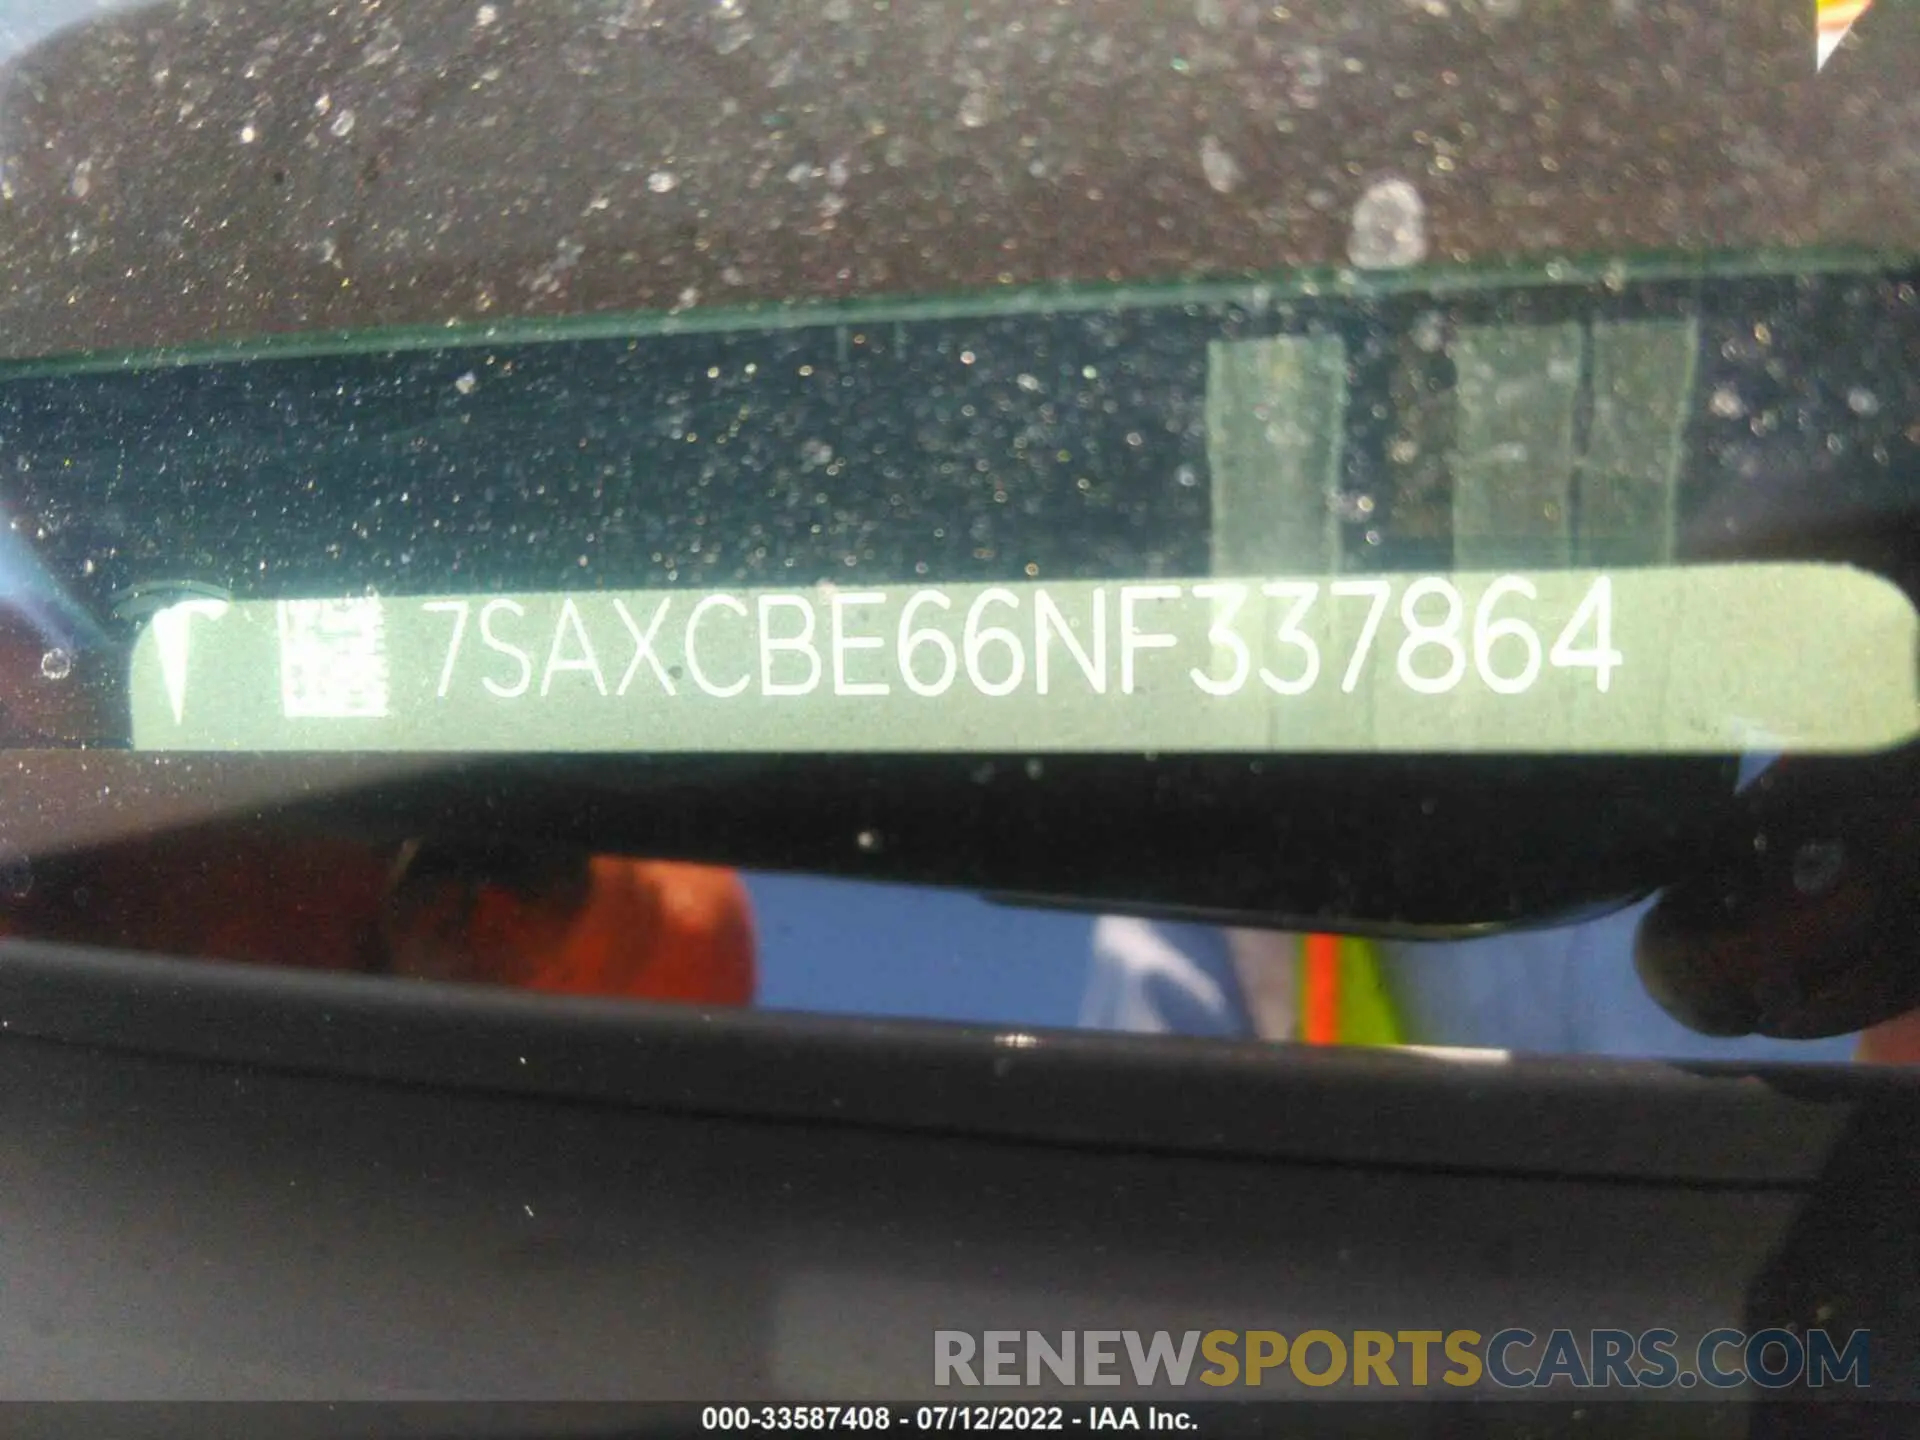 7SAXCBE66NF337864
RENEWSPORTSCARS.COM
000-33587408 - 07/12/2022 - IAA Inc.